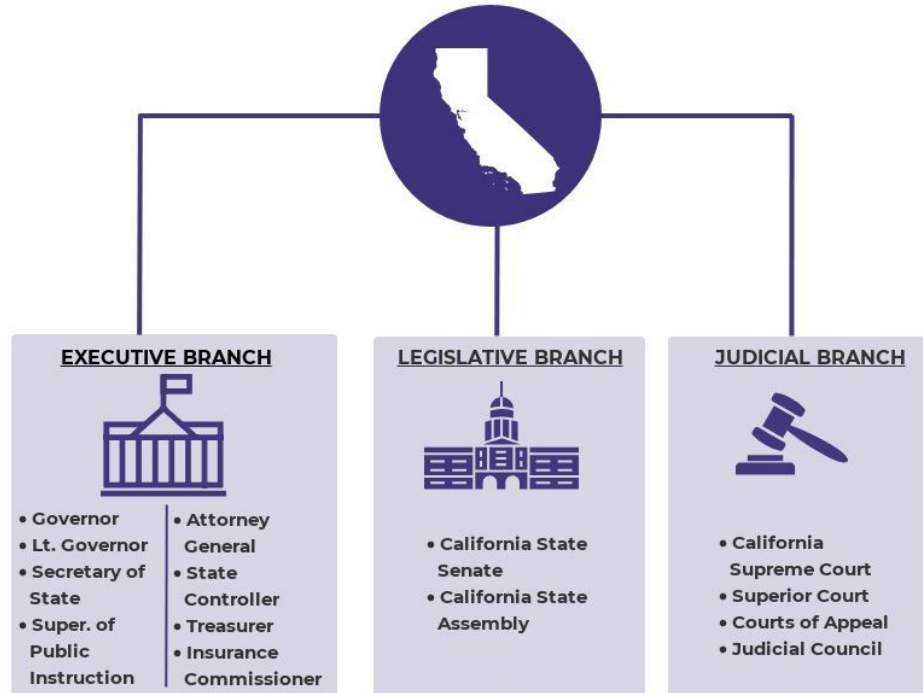 EXECUTIVE BRANCH
• Governor
• Lt. Governor
• Secretary of
State
• Super. of
Public
Instruction
• Attorney
General
• State
Controller
• Treasurer
• Insurance
Commissioner
LEGISLATIVE BRANCH
• California State
Senate
• California State
Assembly
JUDICIAL BRANCH
• California
Supreme Court
• Superior Court
• Courts of Appeal
• Judicial Council